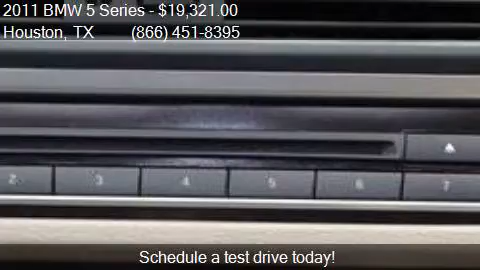 2011 BMW 5 Series - $19,321.00
Houston, TX (866) 451-8395
2 3 4 5 6 7
Schedule a test drive today!